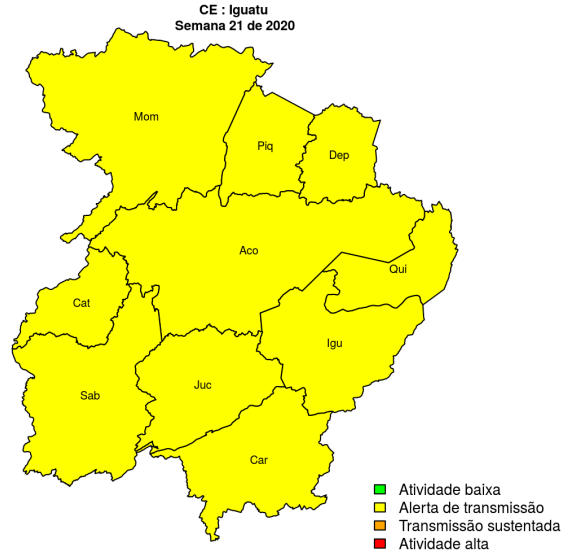 CE : Iguatu
Semana 21 de 2020
Mom
Piq
Dep
Aco
Qui
Cat
Igu
Juc
Sab
Car
Atividade baixa
Alerta de transmissão
Transmissão sustentada
Atividade alta